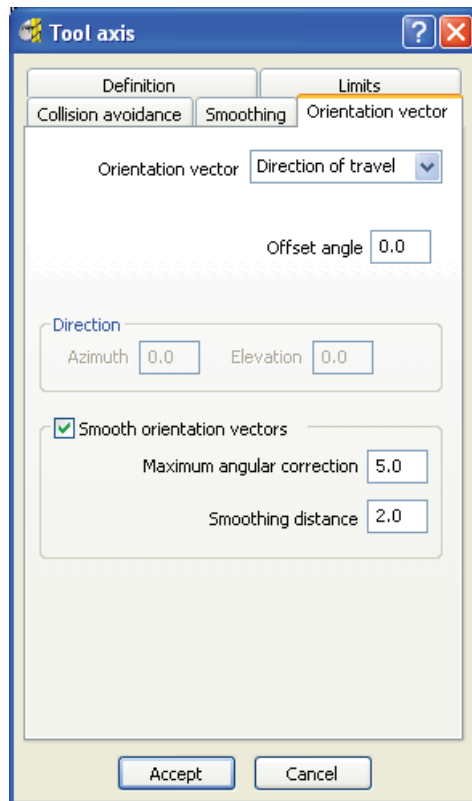 Tool axis
Definition Limits
Collision avoidance Smoothing Orientation vector
Orientation vector Direction of travel
Offset angle 0.0
Direction
Azimuth 0.0 Elevation 0.0
Smooth orientation vectors
Maximum angular correction 5.0
Smoothing distance 2.0
Accept Cancel